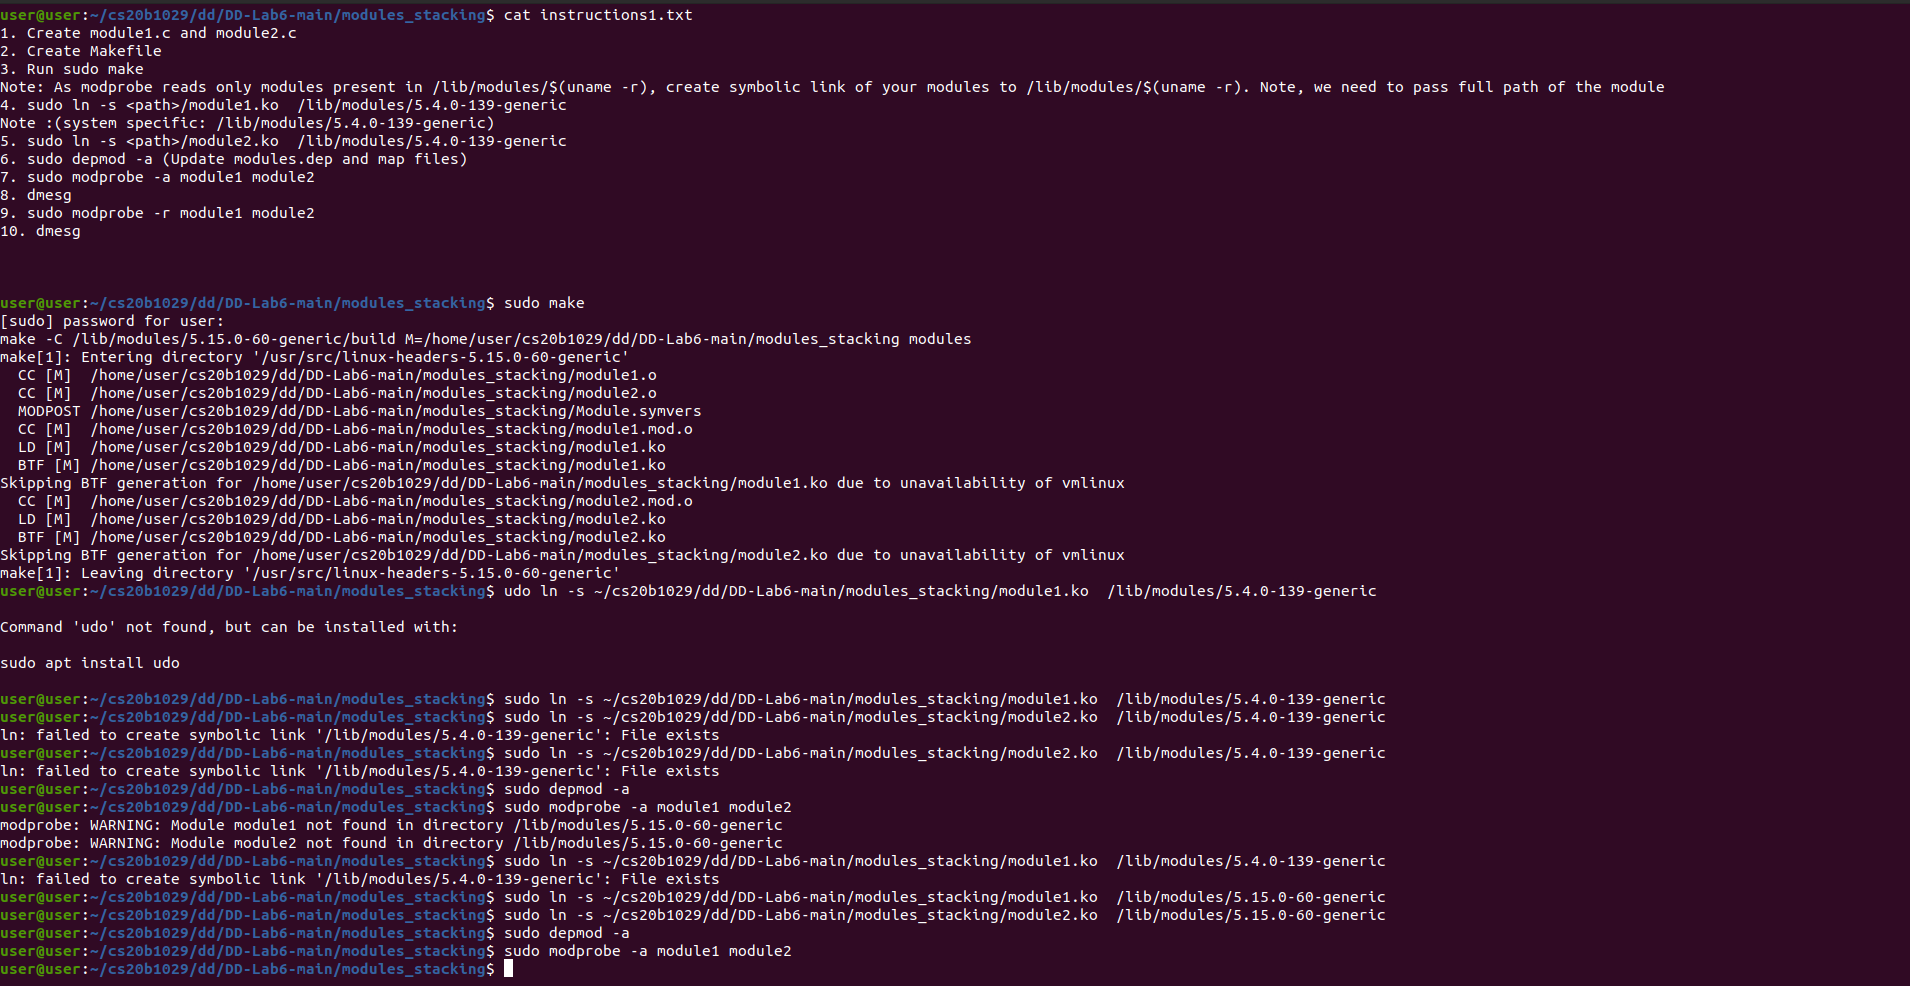 user@user:~/cs20b1029/dd/DD-Lab6-main/modules_stacking$ cat instructions1.txt
1. Create module1.c and module2.c
2. Create Makefile
3. Run sudo make
Note: As modprobe reads only modules present in /lib/modules/$(uname -r), create symbolic link of your modules to /lib/modules/$(uname -r). Note, we need to pass full path of the module
4. sudo ln -s <path>/module1.ko  /lib/modules/5.4.0-139-generic
Note :(system specific: /lib/modules/5.4.0-139-generic)
5. sudo ln -s <path>/module2.ko  /lib/modules/5.4.0-139-generic
6. sudo depmod -a (Update modules.dep and map files)
7. sudo modprobe -a module1 module2
8. dmesg
9. sudo modprobe -r module1 module2
10. dmesg
user@user:~/cs20b1029/dd/DD-Lab6-main/modules_stacking$ sudo make
[sudo] password for user:
make -C /lib/modules/5.15.0-60-generic/build M=/home/user/cs20b1029/dd/DD-Lab6-main/modules_stacking modules
make[1]: Entering directory '/usr/src/linux-headers-5.15.0-60-generic'
  CC [M]  /home/user/cs20b1029/dd/DD-Lab6-main/modules_stacking/module1.o
  CC [M]  /home/user/cs20b1029/dd/DD-Lab6-main/modules_stacking/module2.o
  MODPOST /home/user/cs20b1029/dd/DD-Lab6-main/modules_stacking/Module.symvers
  CC [M]  /home/user/cs20b1029/dd/DD-Lab6-main/modules_stacking/module1.mod.o
  LD [M]  /home/user/cs20b1029/dd/DD-Lab6-main/modules_stacking/module1.ko
  BTF [M] /home/user/cs20b1029/dd/DD-Lab6-main/modules_stacking/module1.ko
Skipping BTF generation for /home/user/cs20b1029/dd/DD-Lab6-main/modules_stacking/module1.ko due to unavailability of vmlinux
  CC [M]  /home/user/cs20b1029/dd/DD-Lab6-main/modules_stacking/module2.mod.o
  LD [M]  /home/user/cs20b1029/dd/DD-Lab6-main/modules_stacking/module2.ko
  BTF [M] /home/user/cs20b1029/dd/DD-Lab6-main/modules_stacking/module2.ko
Skipping BTF generation for /home/user/cs20b1029/dd/DD-Lab6-main/modules_stacking/module2.ko due to unavailability of vmlinux
make[1]: Leaving directory '/usr/src/linux-headers-5.15.0-60-generic'
user@user:~/cs20b1029/dd/DD-Lab6-main/modules_stacking$ udo ln -s ~/cs20b1029/dd/DD-Lab6-main/modules_stacking/module1.ko  /lib/modules/5.4.0-139-generic
Command 'udo' not found, but can be installed with:
sudo apt install udo
user@user:~/cs20b1029/dd/DD-Lab6-main/modules_stacking$ sudo ln -s ~/cs20b1029/dd/DD-Lab6-main/modules_stacking/module1.ko  /lib/modules/5.4.0-139-generic
user@user:~/cs20b1029/dd/DD-Lab6-main/modules_stacking$ sudo ln -s ~/cs20b1029/dd/DD-Lab6-main/modules_stacking/module2.ko  /lib/modules/5.4.0-139-generic
ln: failed to create symbolic link '/lib/modules/5.4.0-139-generic': File exists
user@user:~/cs20b1029/dd/DD-Lab6-main/modules_stacking$ sudo ln -s ~/cs20b1029/dd/DD-Lab6-main/modules_stacking/module2.ko  /lib/modules/5.4.0-139-generic
ln: failed to create symbolic link '/lib/modules/5.4.0-139-generic': File exists
user@user:~/cs20b1029/dd/DD-Lab6-main/modules_stacking$ sudo depmod -a
user@user:~/cs20b1029/dd/DD-Lab6-main/modules_stacking$ sudo modprobe -a module1 module2
modprobe: WARNING: Module module1 not found in directory /lib/modules/5.15.0-60-generic
modprobe: WARNING: Module module2 not found in directory /lib/modules/5.15.0-60-generic
user@user:~/cs20b1029/dd/DD-Lab6-main/modules_stacking$ sudo ln -s ~/cs20b1029/dd/DD-Lab6-main/modules_stacking/module1.ko  /lib/modules/5.4.0-139-generic
ln: failed to create symbolic link '/lib/modules/5.4.0-139-generic': File exists
user@user:~/cs20b1029/dd/DD-Lab6-main/modules_stacking$ sudo ln -s ~/cs20b1029/dd/DD-Lab6-main/modules_stacking/module1.ko  /lib/modules/5.15.0-60-generic
user@user:~/cs20b1029/dd/DD-Lab6-main/modules_stacking$ sudo ln -s ~/cs20b1029/dd/DD-Lab6-main/modules_stacking/module2.ko  /lib/modules/5.15.0-60-generic
user@user:~/cs20b1029/dd/DD-Lab6-main/modules_stacking$ sudo depmod -a
user@user:~/cs20b1029/dd/DD-Lab6-main/modules_stacking$ sudo modprobe -a module1 module2
user@user:~/cs20b1029/dd/DD-Lab6-main/modules_stacking$